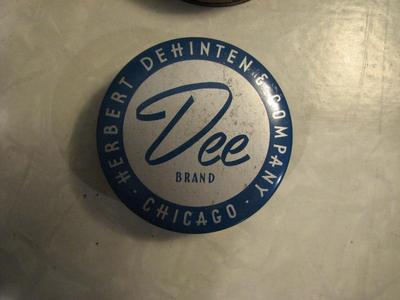 HERBERT DEHINTEN & COMPANY
Dee
BRAND
· CHICAGO ·